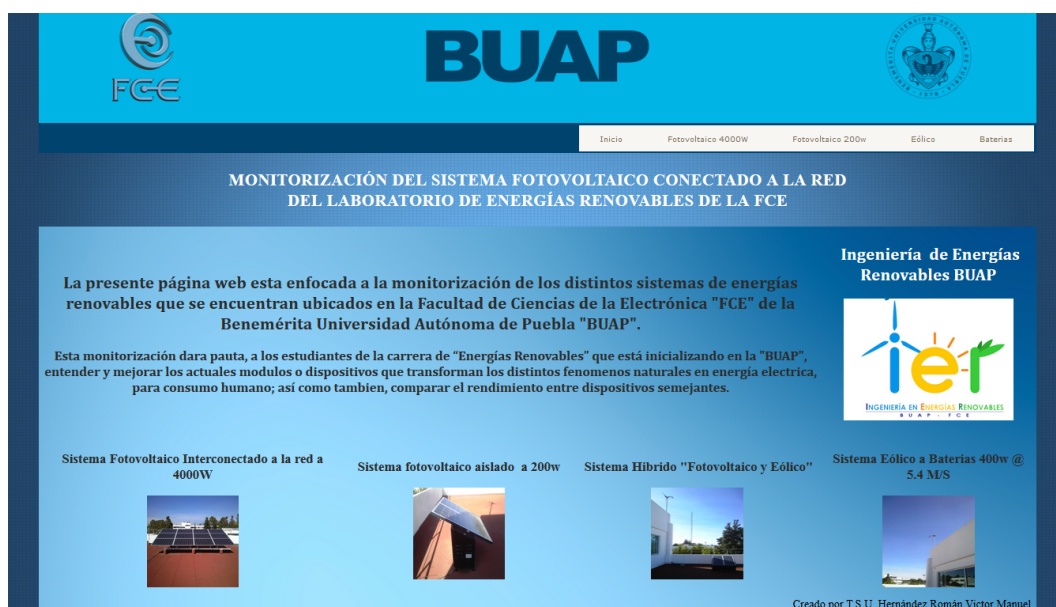 FCE
BUAP
BENEMÉRITA UNIVERSIDAD AUTÓNOMA DE PUEBLA
Inicio Fotovoltaico 4000W Fotovoltaico 200w Eólico Baterias
MONITORIZACIÓN DEL SISTEMA FOTOVOLTAICO CONECTADO A LA RED
DEL LABORATORIO DE ENERGÍAS RENOVABLES DE LA FCE
La presente página web esta enfocada a la monitorización de los distintos sistemas de energías
renovables que se encuentran ubicados en la Facultad de Ciencias de la Electrónica "FCE" de la
Benemérita Universidad Autónoma de Puebla "BUAP".
Esta monitorización dara pauta, a los estudiantes de la carrera de "Energías Renovables" que está inicializando en la "BUAP",
entender y mejorar los actuales modulos o dispositivos que transforman los distintos fenomenos naturales en energía electrica,
para consumo humano; así como tambien, comparar el rendimiento entre dispositivos semejantes.
Ingeniería de Energías
Renovables BUAP
ier
INGENIERÍA EN ENERGÍAS RENOVABLES
BUAP - FCE
Sistema Fotovoltaico Interconectado a la red a
4000W
Sistema fotovoltaico aislado a 200w
Sistema Híbrido "Fotovoltaico y Eólico"
Sistema Eólico a Baterias 400w @
5.4 M/S
Creado por T.S.U. Hernández Román Victor Manuel